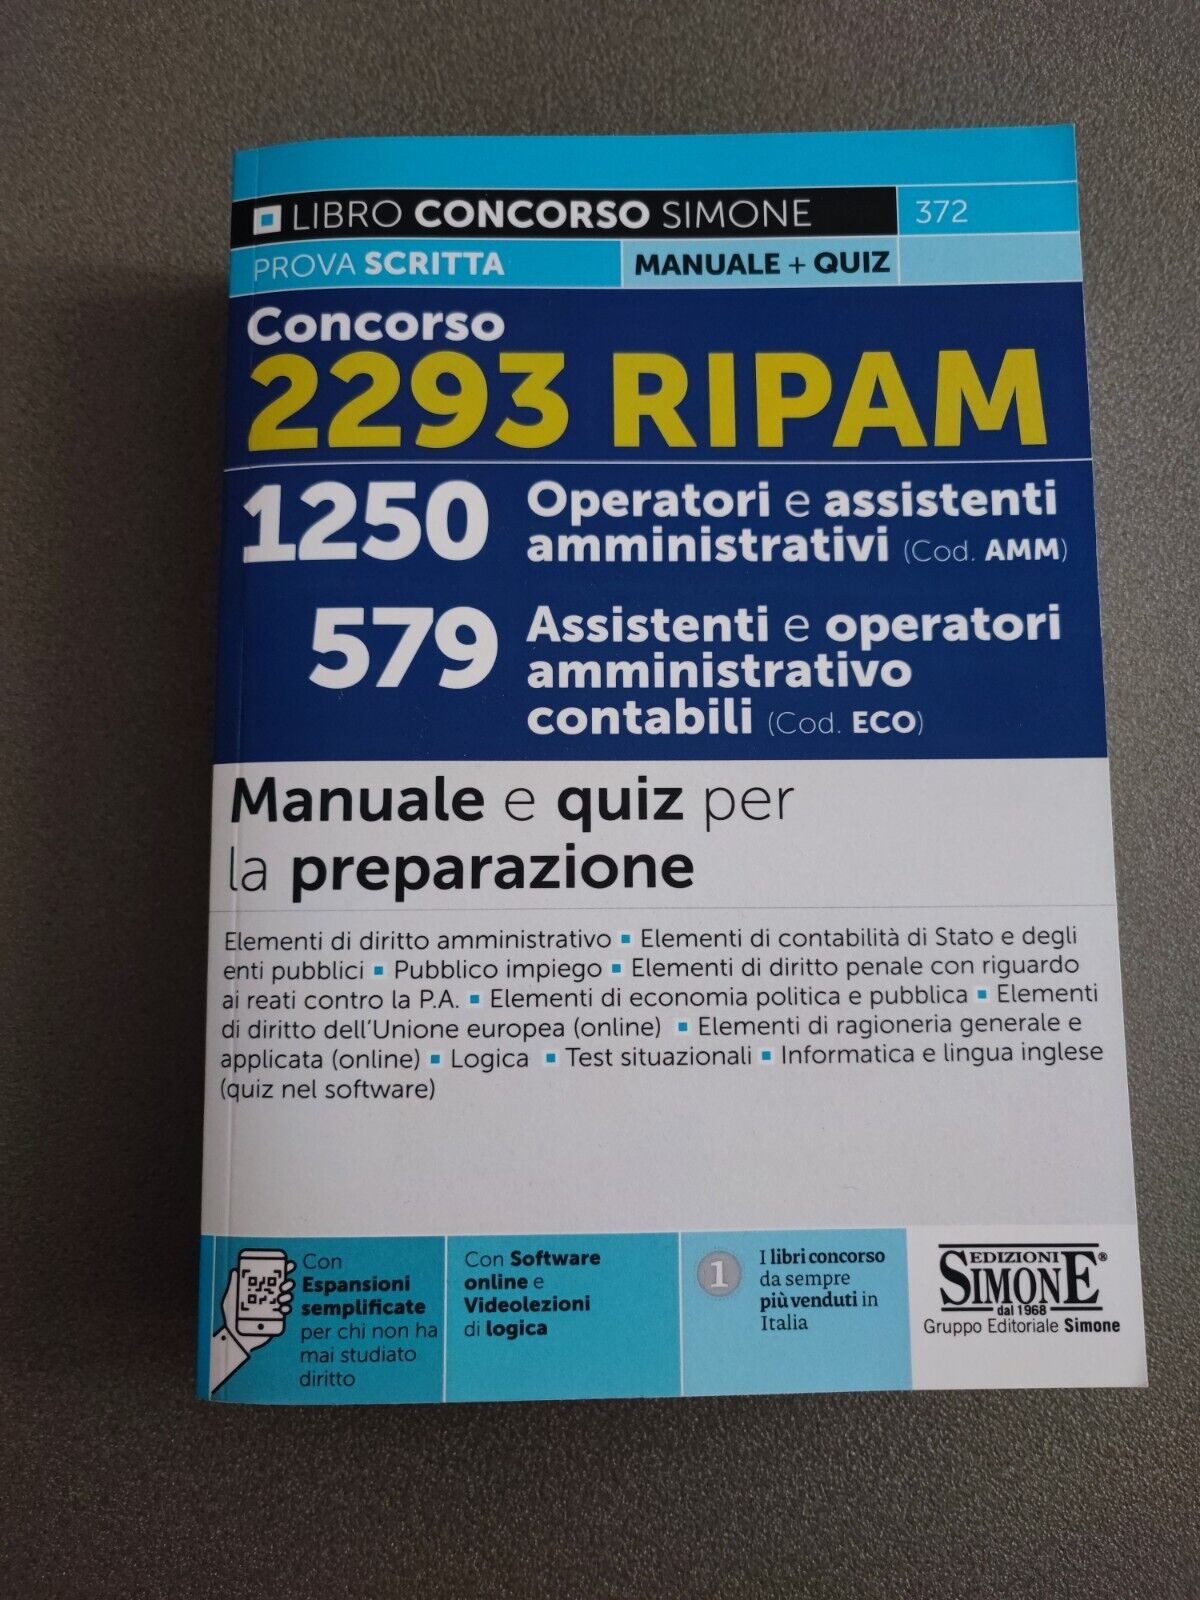 LIBRO CONCORSO SIMONE 372
PROVA SCRITTA MANUALE + QUIZ
Concorso
2293 RIPAM
1250 Operatori e assistenti
amministrativi (Cod. AMM)
579 Assistenti e operatori
amministrativo
contabili (Cod. ECO)
Manuale e quiz per
la preparazione
Elementi di diritto amministrativo ▪ Elementi di contabilità di Stato e degli
enti pubblici ▪ Pubblico impiego ▪ Elementi di diritto penale con riguardo
ai reati contro la P.A. ▪ Elementi di economia politica e pubblica ▪ Elementi
di diritto dell'Unione europea (online) ▪ Elementi di ragioneria generale e
applicata (online) ▪ Logica ▪ Test situazionali ▪ Informatica e lingua inglese
(quiz nel software)
Con
Espansioni
semplificate
per chi non ha
mai studiato
diritto
Con Software
online e
Videolezioni
di logica
1
I libri concorso
da sempre
più venduti in
Italia
EDIZIONI
SIMONE®
dal 1968
Gruppo Editoriale Simone